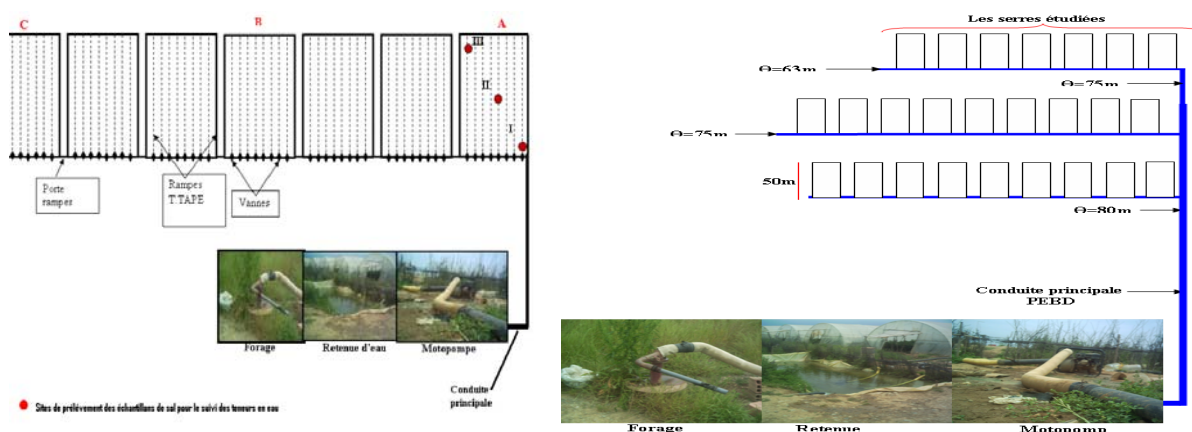 C
B
A
III
II
I
Porte
rampes
Rampes
T.TAPE
Vannes
Forage
Retenue d'eau
Motopompe
Conduite
principale
Sites de prélèvement des échantillons de sol pour le suivi des teneurs en eau
Les serres étudiées
Θ=63m
Θ=75m
Θ=75m
50m
Θ=80m
Conduite principale
PEBD
Forage
Retenue
Motopomp